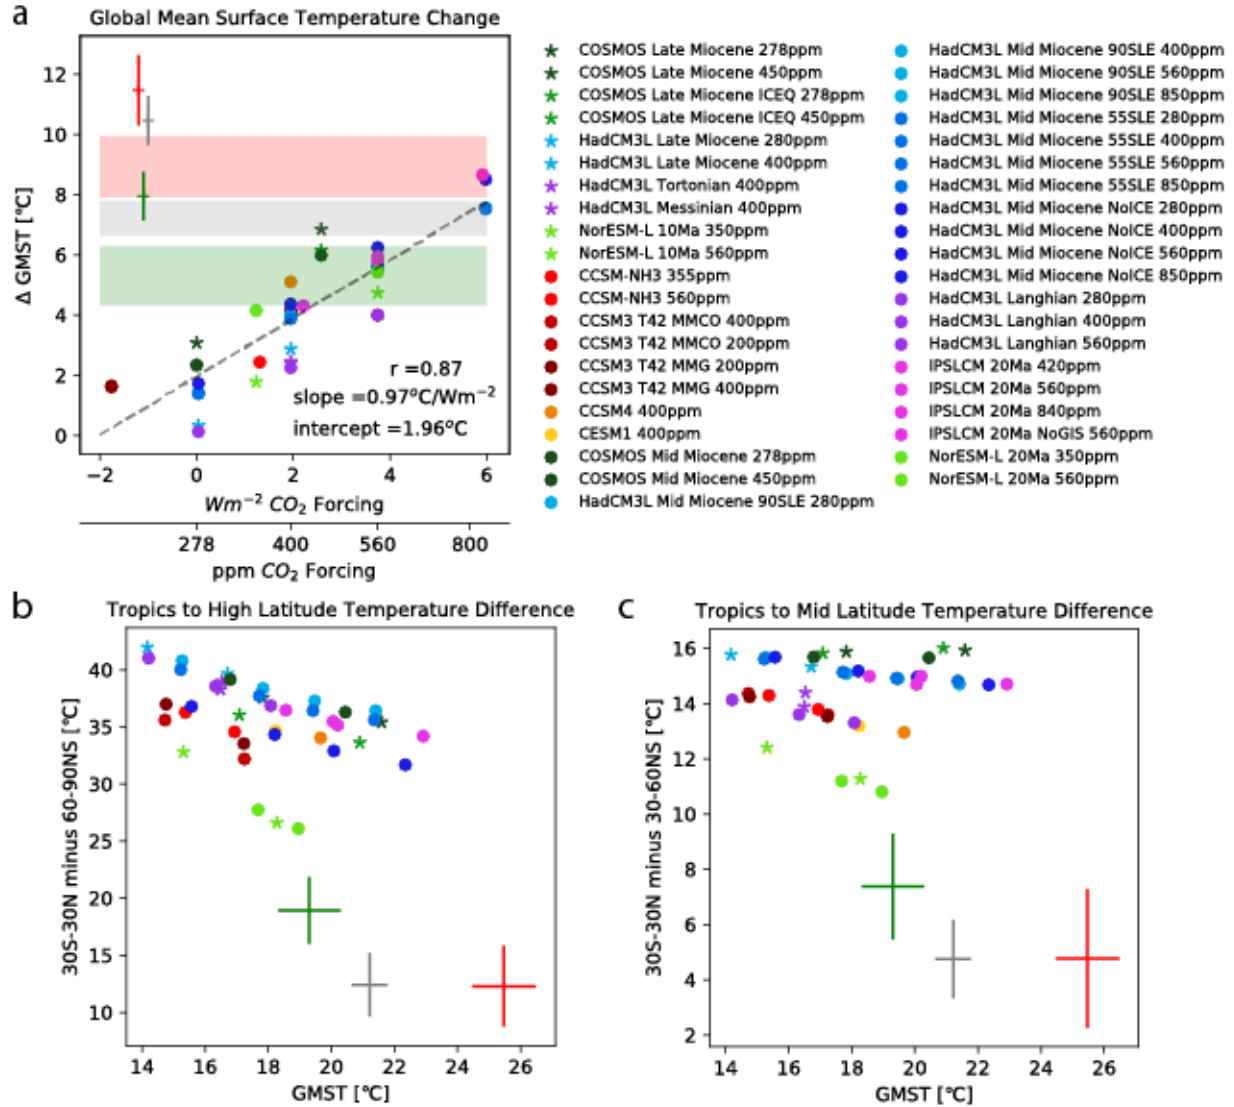 a
Global Mean Surface Temperature Change
Δ GMST [°C]
12
10
8
6
4
2
0
r =0.87
slope =0.97°C/Wm⁻²
intercept =1.96°C
−2 0 2 4 6
Wm⁻² CO₂ Forcing
278 400 560 800
ppm CO₂ Forcing
COSMOS Late Miocene 278ppm
COSMOS Late Miocene 450ppm
COSMOS Late Miocene ICEQ 278ppm
COSMOS Late Miocene ICEQ 450ppm
HadCM3L Late Miocene 280ppm
HadCM3L Late Miocene 400ppm
HadCM3L Tortonian 400ppm
HadCM3L Messinian 400ppm
NorESM-L 10Ma 350ppm
NorESM-L 10Ma 560ppm
CCSM-NH3 355ppm
CCSM-NH3 560ppm
CCSM3 T42 MMCO 400ppm
CCSM3 T42 MMCO 200ppm
CCSM3 T42 MMG 200ppm
CCSM3 T42 MMG 400ppm
CCSM4 400ppm
CESM1 400ppm
COSMOS Mid Miocene 278ppm
COSMOS Mid Miocene 450ppm
HadCM3L Mid Miocene 90SLE 280ppm
HadCM3L Mid Miocene 90SLE 400ppm
HadCM3L Mid Miocene 90SLE 560ppm
HadCM3L Mid Miocene 90SLE 850ppm
HadCM3L Mid Miocene 55SLE 280ppm
HadCM3L Mid Miocene 55SLE 400ppm
HadCM3L Mid Miocene 55SLE 560ppm
HadCM3L Mid Miocene 55SLE 850ppm
HadCM3L Mid Miocene NoICE 280ppm
HadCM3L Mid Miocene NoICE 400ppm
HadCM3L Mid Miocene NoICE 560ppm
HadCM3L Mid Miocene NoICE 850ppm
HadCM3L Langhian 280ppm
HadCM3L Langhian 400ppm
HadCM3L Langhian 560ppm
IPSLCM 20Ma 420ppm
IPSLCM 20Ma 560ppm
IPSLCM 20Ma 840ppm
IPSLCM 20Ma NoGIS 560ppm
NorESM-L 20Ma 350ppm
NorESM-L 20Ma 560ppm
b
Tropics to High Latitude Temperature Difference
30S-30N minus 60-90NS [°C]
40
35
30
25
20
15
10
14 16 18 20 22 24 26
GMST [°C]
c
Tropics to Mid Latitude Temperature Difference
30S-30N minus 30-60NS [°C]
16
14
12
10
8
6
4
2
14 16 18 20 22 24 26
GMST [°C]